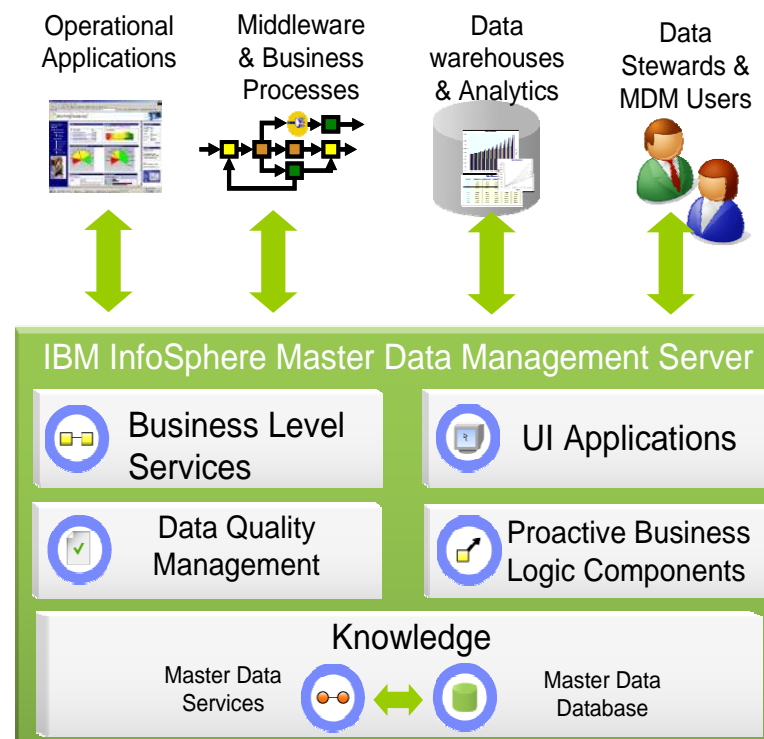 Operational
Applications
Middleware
& Business
Processes
Data
warehouses
& Analytics
Data
Stewards &
MDM Users
IBM InfoSphere Master Data Management Server
Business Level
Services
UI Applications
Data Quality
Management
Proactive Business
Logic Components
Knowledge
Master Data
Services
Master Data
Database